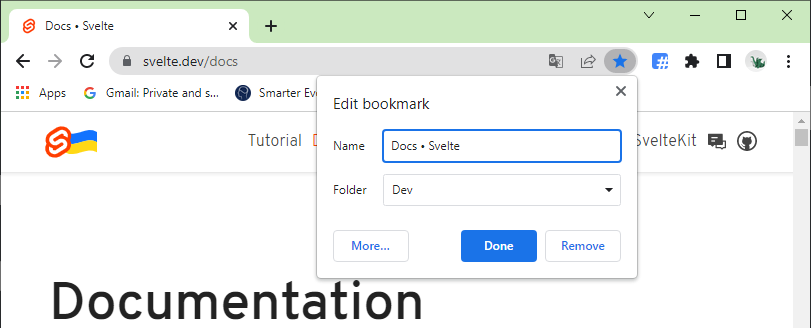 Docs • Svelte
svelte.dev/docs
Apps Gmail: Private and s... Smarter
Edit bookmark
Name Docs • Svelte
Folder Dev
More... Done Remove
Tutorial SvelteKit
Documentation